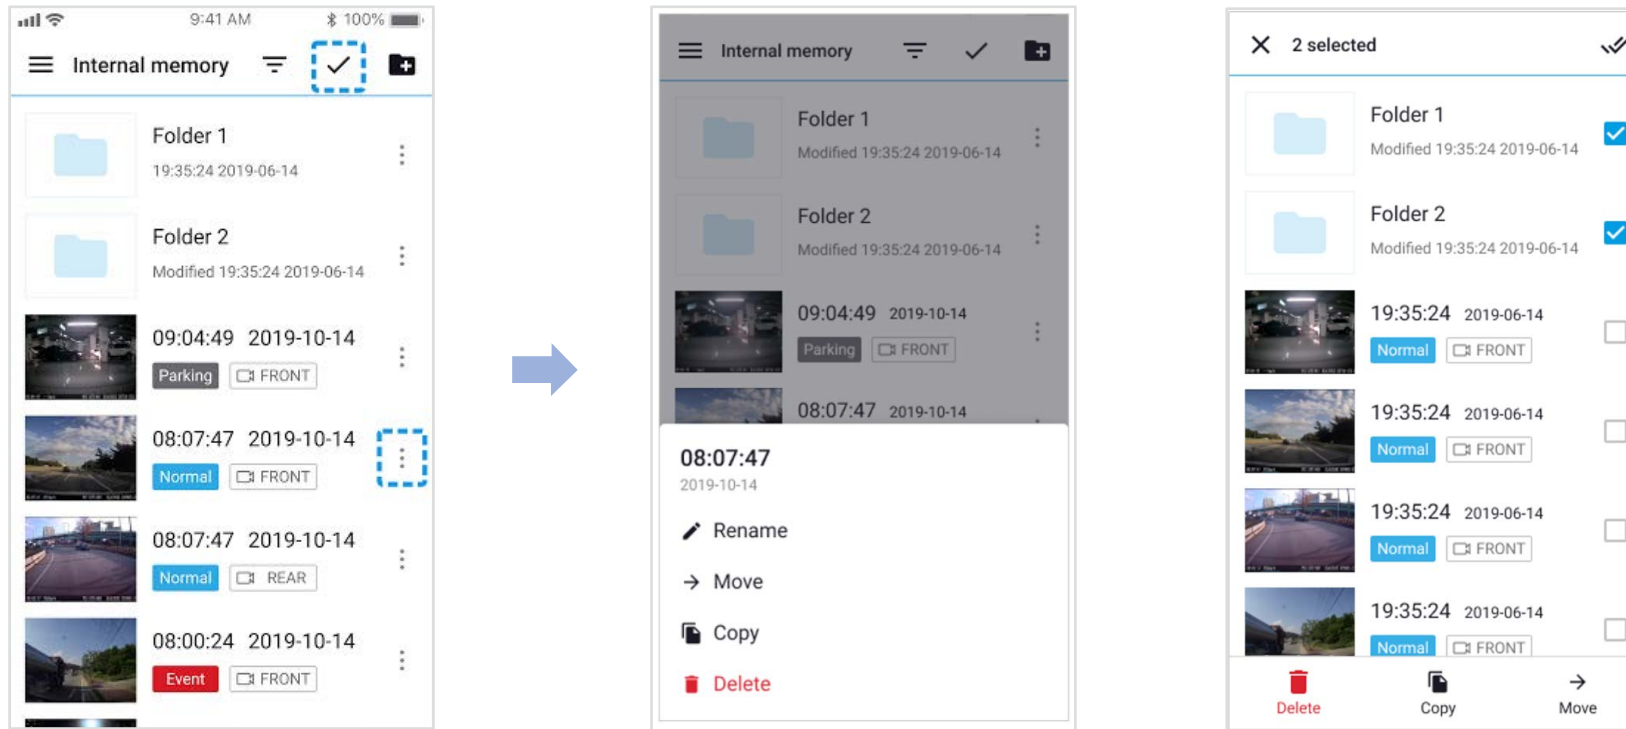 9:41 AM
100%
Internal memory
Folder 1
19:35:24 2019-06-14
Folder 2
Modified 19:35:24 2019-06-14
09:04:49 2019-10-14
Parking FRONT
08:07:47 2019-10-14
Normal FRONT
08:07:47 2019-10-14
Normal REAR
08:00:24 2019-10-14
Event FRONT
Internal memory
Folder 1
Modified 19:35:24 2019-06-14
Folder 2
Modified 19:35:24 2019-06-14
09:04:49 2019-10-14
Parking FRONT
08:07:47 2019-10-14
08:07:47
2019-10-14
Rename
Move
Copy
Delete
2 selected
Folder 1
Modified 19:35:24 2019-06-14
Folder 2
Modified 19:35:24 2019-06-14
19:35:24 2019-06-14
Normal FRONT
19:35:24 2019-06-14
Normal FRONT
19:35:24 2019-06-14
Normal FRONT
19:35:24 2019-06-14
Normal FRONT
Delete Copy Move